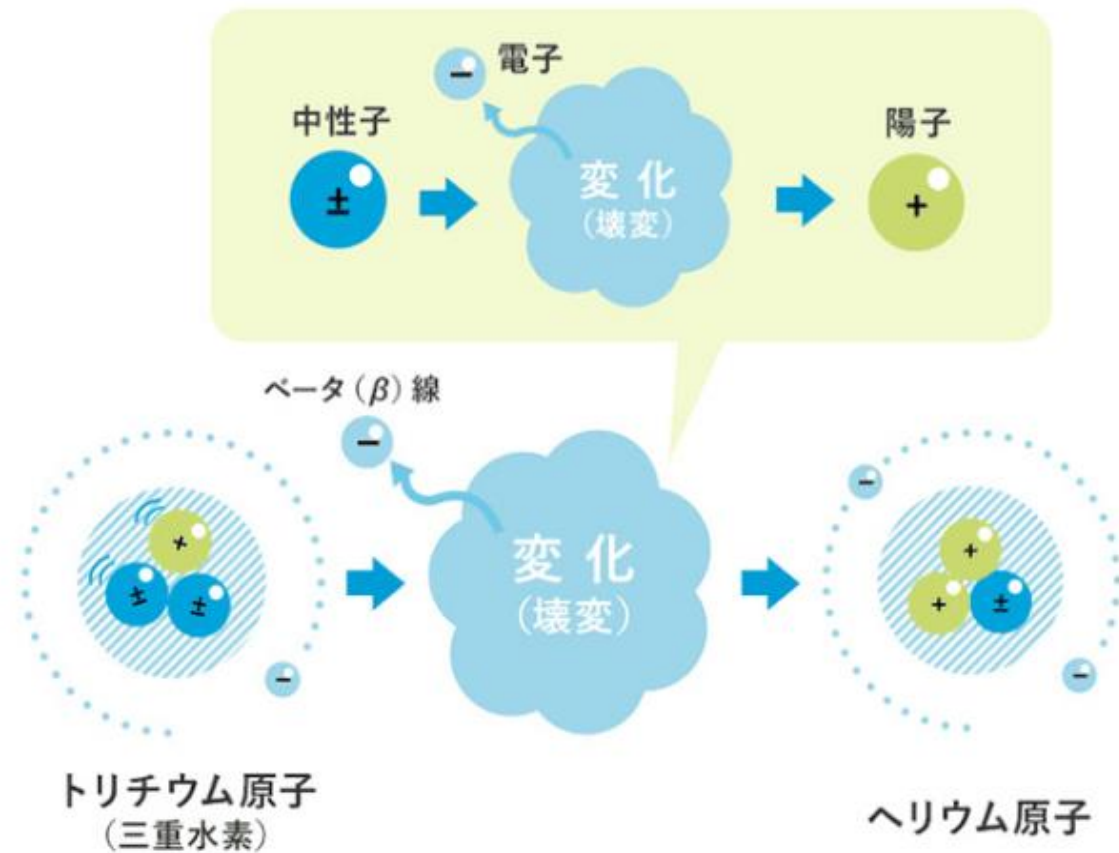 電子
中性子
変化
(壊変)
陽子
−
±
+
ベータ(β)線
−
+
±
±
−
変化
(壊変)
−
+
+
±
−
トリチウム原子
(三重水素)
ヘリウム原子